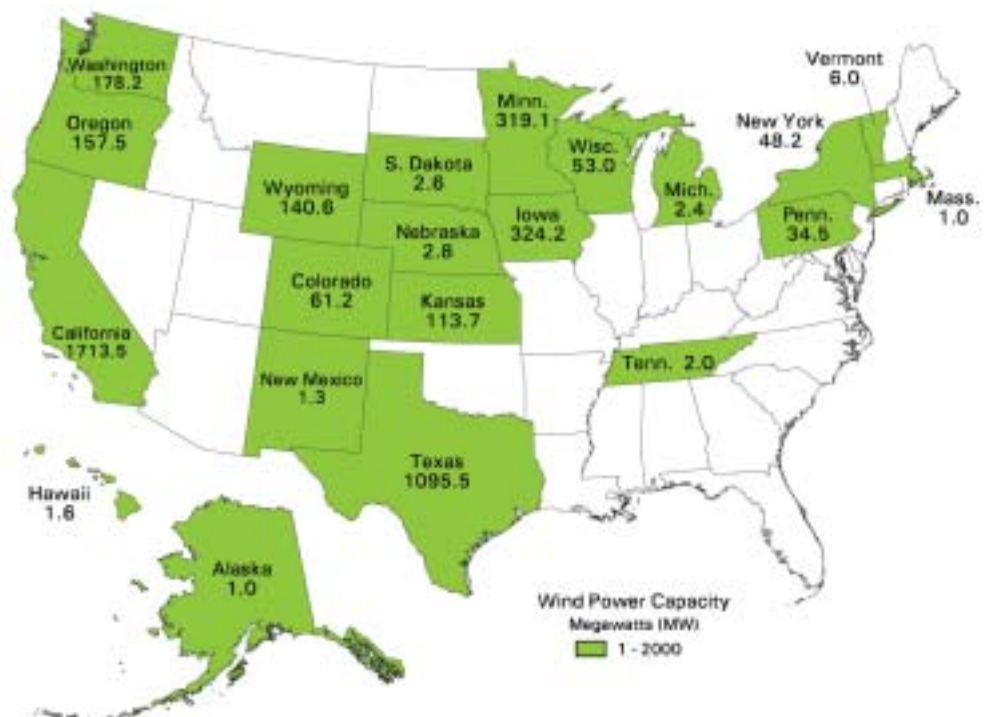 Washington
178.2
Oregon
157.5
California
1713.5
Wyoming
140.6
Colorado
61.2
New Mexico
1.3
S. Dakota
2.6
Nebraska
2.8
Kansas
113.7
Texas
1095.5
Minn.
319.1
Iowa
324.2
Wisc.
53.0
Mich.
2.4
Tenn. 2.0
Vermont
6.0
New York
48.2
Mass.
1.0
Penn.
34.5
Hawaii
1.6
Alaska
1.0
Wind Power Capacity
Megawatts (MW)
1 - 2000